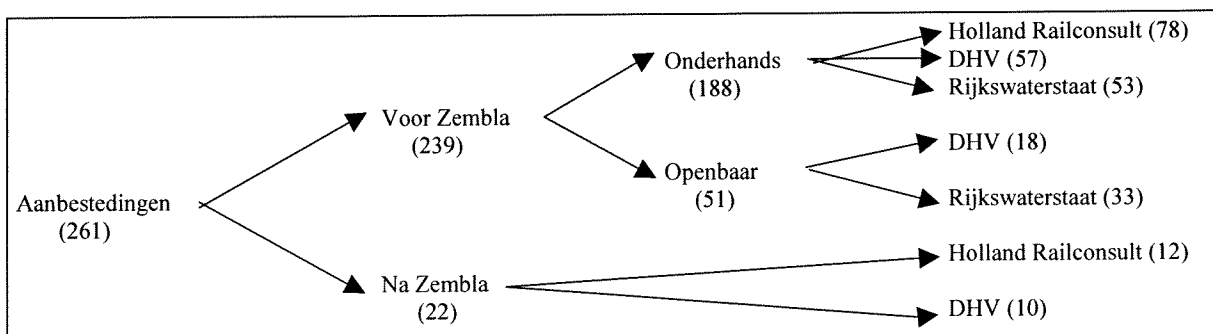 Holland Railconsult (78)
Onderhands
(188)
DHV (57)
Rijkswaterstaat (53)
Voor Zembla
(239)
DHV (18)
Openbaar
(51)
Rijkswaterstaat (33)
Aanbestedingen
(261)
Holland Railconsult (12)
Na Zembla
(22)
DHV (10)